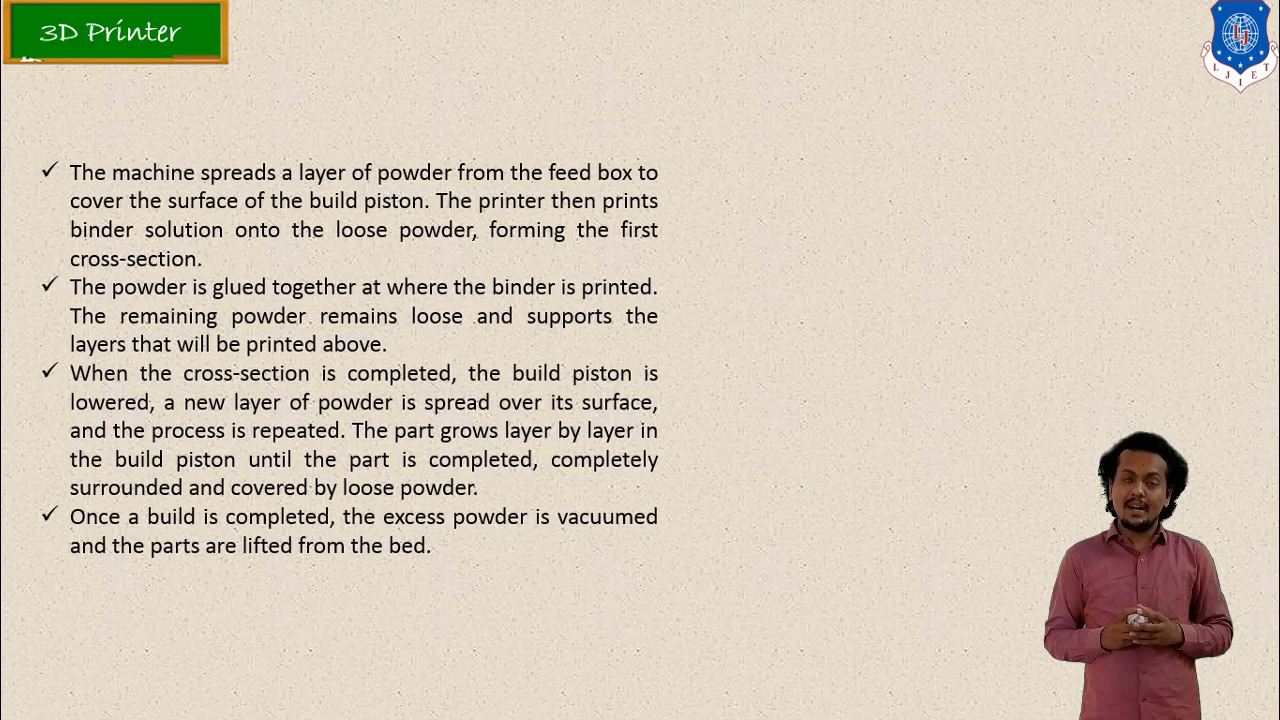 3D Printer
L J I E T
The machine spreads a layer of powder from the feed box to
cover the surface of the build piston. The printer then prints
binder solution onto the loose powder, forming the first
cross-section.
The powder is glued together at where the binder is printed.
The remaining powder remains loose and supports the
layers that will be printed above.
When the cross-section is completed, the build piston is
lowered, a new layer of powder is spread over its surface,
and the process is repeated. The part grows layer by layer in
the build piston until the part is completed, completely
surrounded and covered by loose powder.
Once a build is completed, the excess powder is vacuumed
and the parts are lifted from the bed.